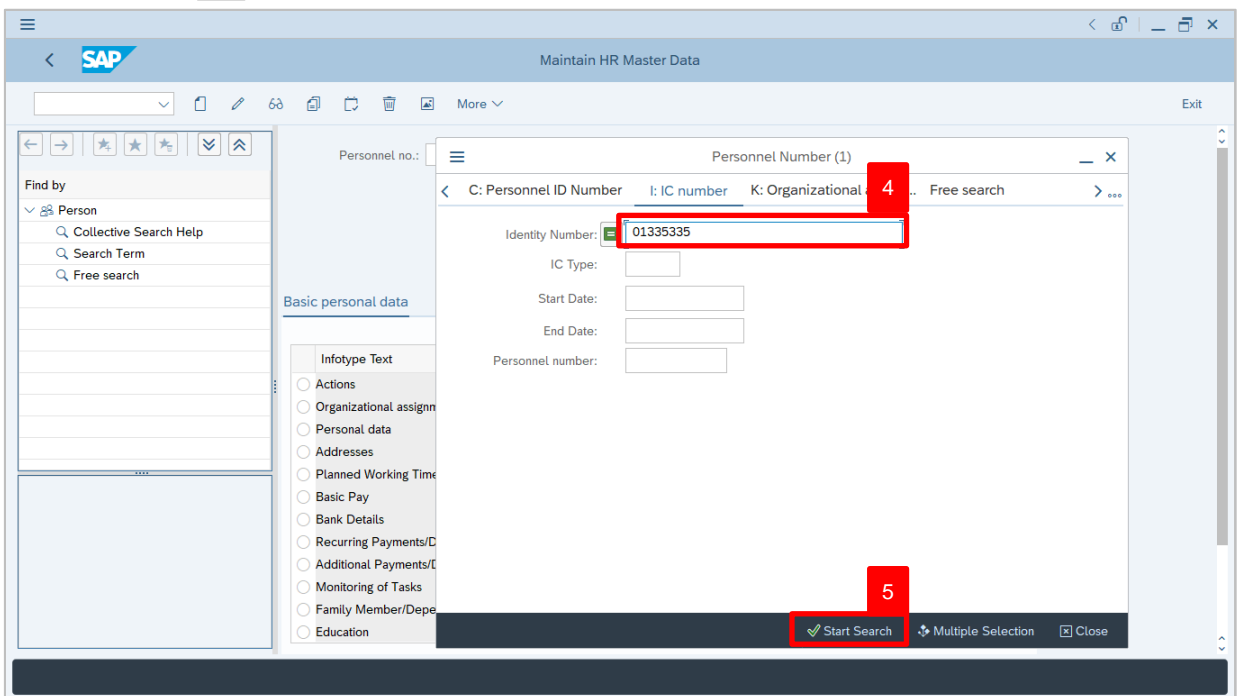 SAP
Maintain HR Master Data
More
Exit
Personnel no.:
Find by
Person
Collective Search Help
Search Term
Free search
Basic personal data
Infotype Text
Actions
Organizational assignm
Personal data
Addresses
Planned Working Time
Basic Pay
Bank Details
Recurring Payments/D
Additional Payments/D
Monitoring of Tasks
Family Member/Depe
Education
Personnel Number (1)
C: Personnel ID Number I: IC number K: Organizational .. Free search
4
Identity Number: 01335335
IC Type:
Start Date:
End Date:
Personnel number:
5
Start Search Multiple Selection Close